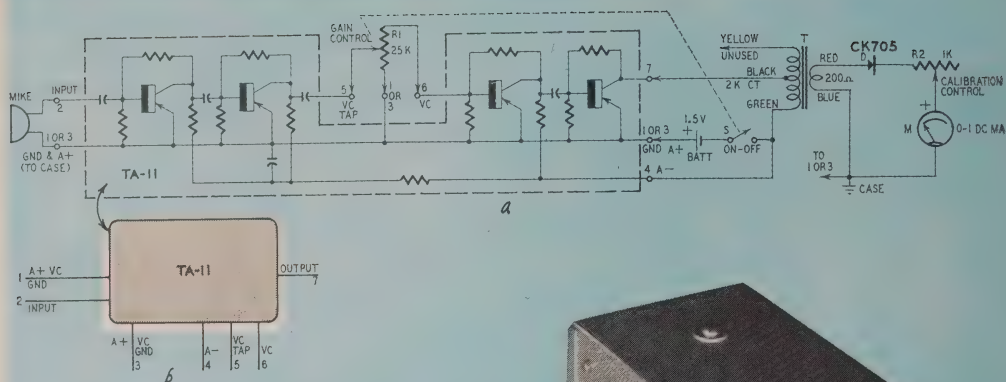 GAIN
CONTROL
R1
25 K
MIKE
INPUT
2
1 OR 3
GND & A+
(TO CASE)
TA-11
5
VC
TAP
1
OR
3
6
VC
7
1 OR 3
GND A+
1.5V
+
BATT
S
ON-OFF
4 A-
YELLOW
UNUSED
BLACK
2 K CT
GREEN
T
RED
200Ω
BLUE
CK705
D
R2 1K
CALIBRATION
CONTROL
+
M
0-1 DC MA
TO
1 OR 3
CASE
a
TA-11
1 A+ VC
GND
2 INPUT
OUTPUT
7
A+ VC
GND
3
A-
4
VC
TAP
5
VC
6
b